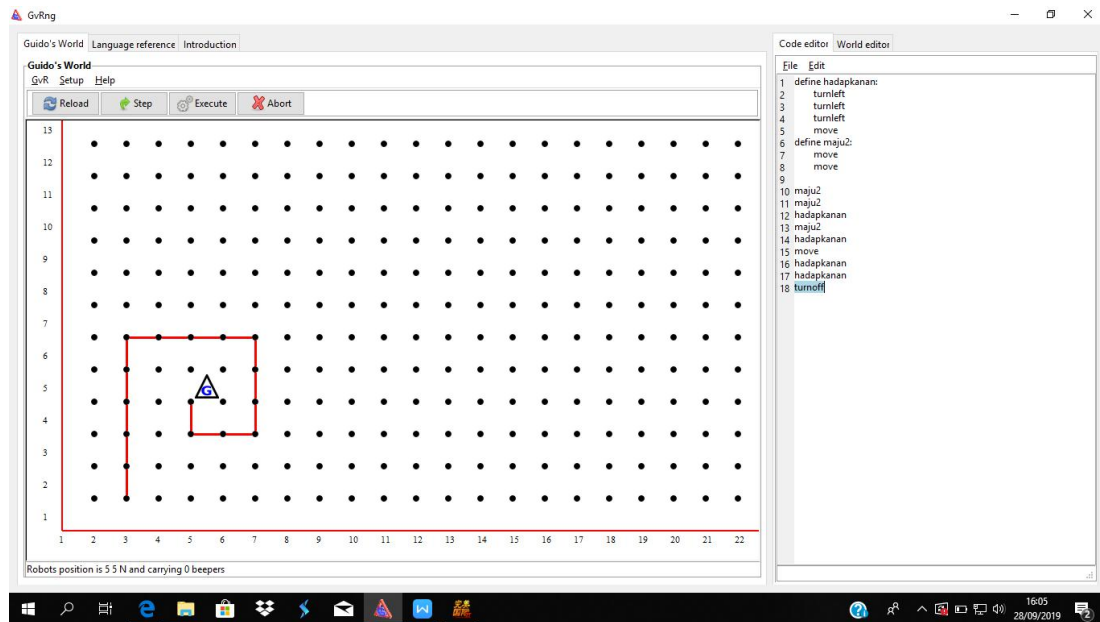 GvRng
Guido's World Language reference Introduction
Guido's World
GvR Setup Help
Reload Step Execute Abort
13
12
11
10
9
8
7
6
5
4
3
2
1
G
1 2 3 4 5 6 7 8 9 10 11 12 13 14 15 16 17 18 19 20 21 22
Robots position is 5 5 N and carrying 0 beepers
Code editor World editor
File Edit
1 define hadapkanan:
2 turnleft
3 turnleft
4 turnleft
5 move
6 define maju2:
7 move
8 move
9
10 maju2
11 maju2
12 hadapkanan
13 maju2
14 hadapkanan
15 move
16 hadapkanan
17 hadapkanan
18 turnoff
16:05
28/09/2019
2